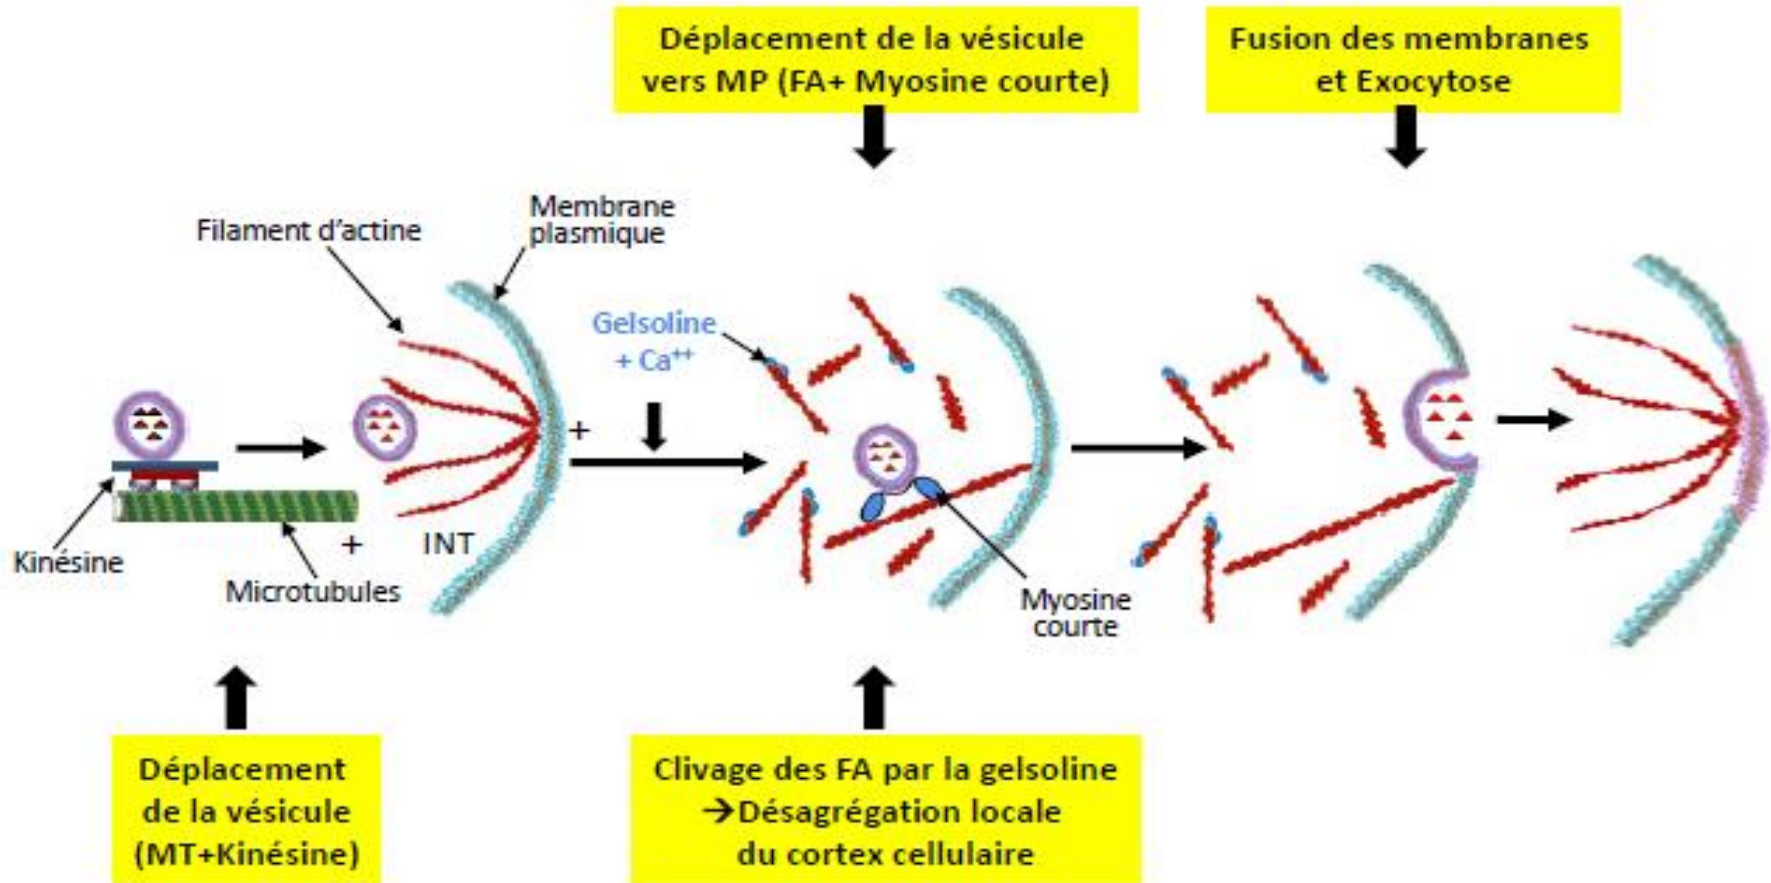 Déplacement de la vésicule
vers MP (FA+ Myosine courte)
Fusion des membranes
et Exocytose
Filament d'actine
Membrane
plasmique
Gelsoline
+ Ca⁺⁺
+
Kinésine
+
INT
Microtubules
Myosine
courte
Déplacement
de la vésicule
(MT+Kinésine)
Clivage des FA par la gelsoline
→Désagrégation locale
du cortex cellulaire